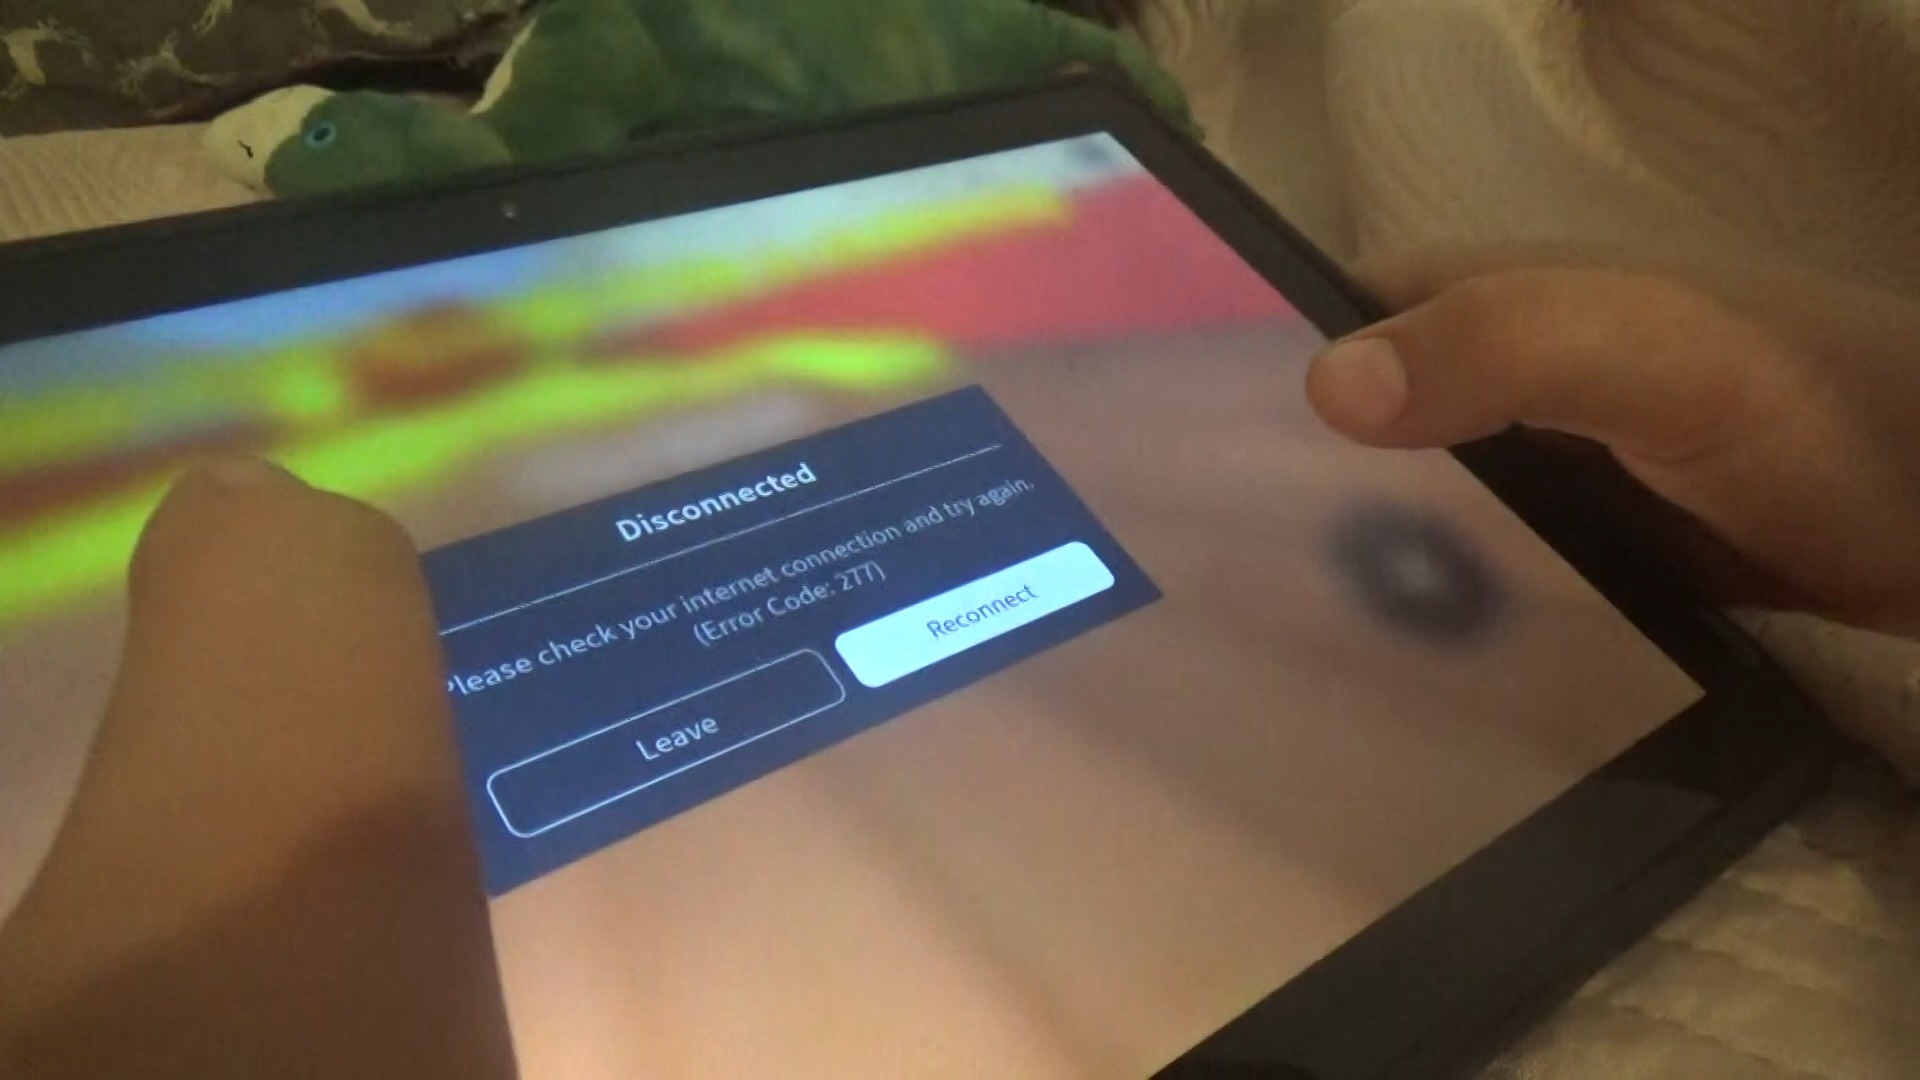 Disconnected
Please check your internet connection and try again.
(Error Code: 277)
Leave
Reconnect